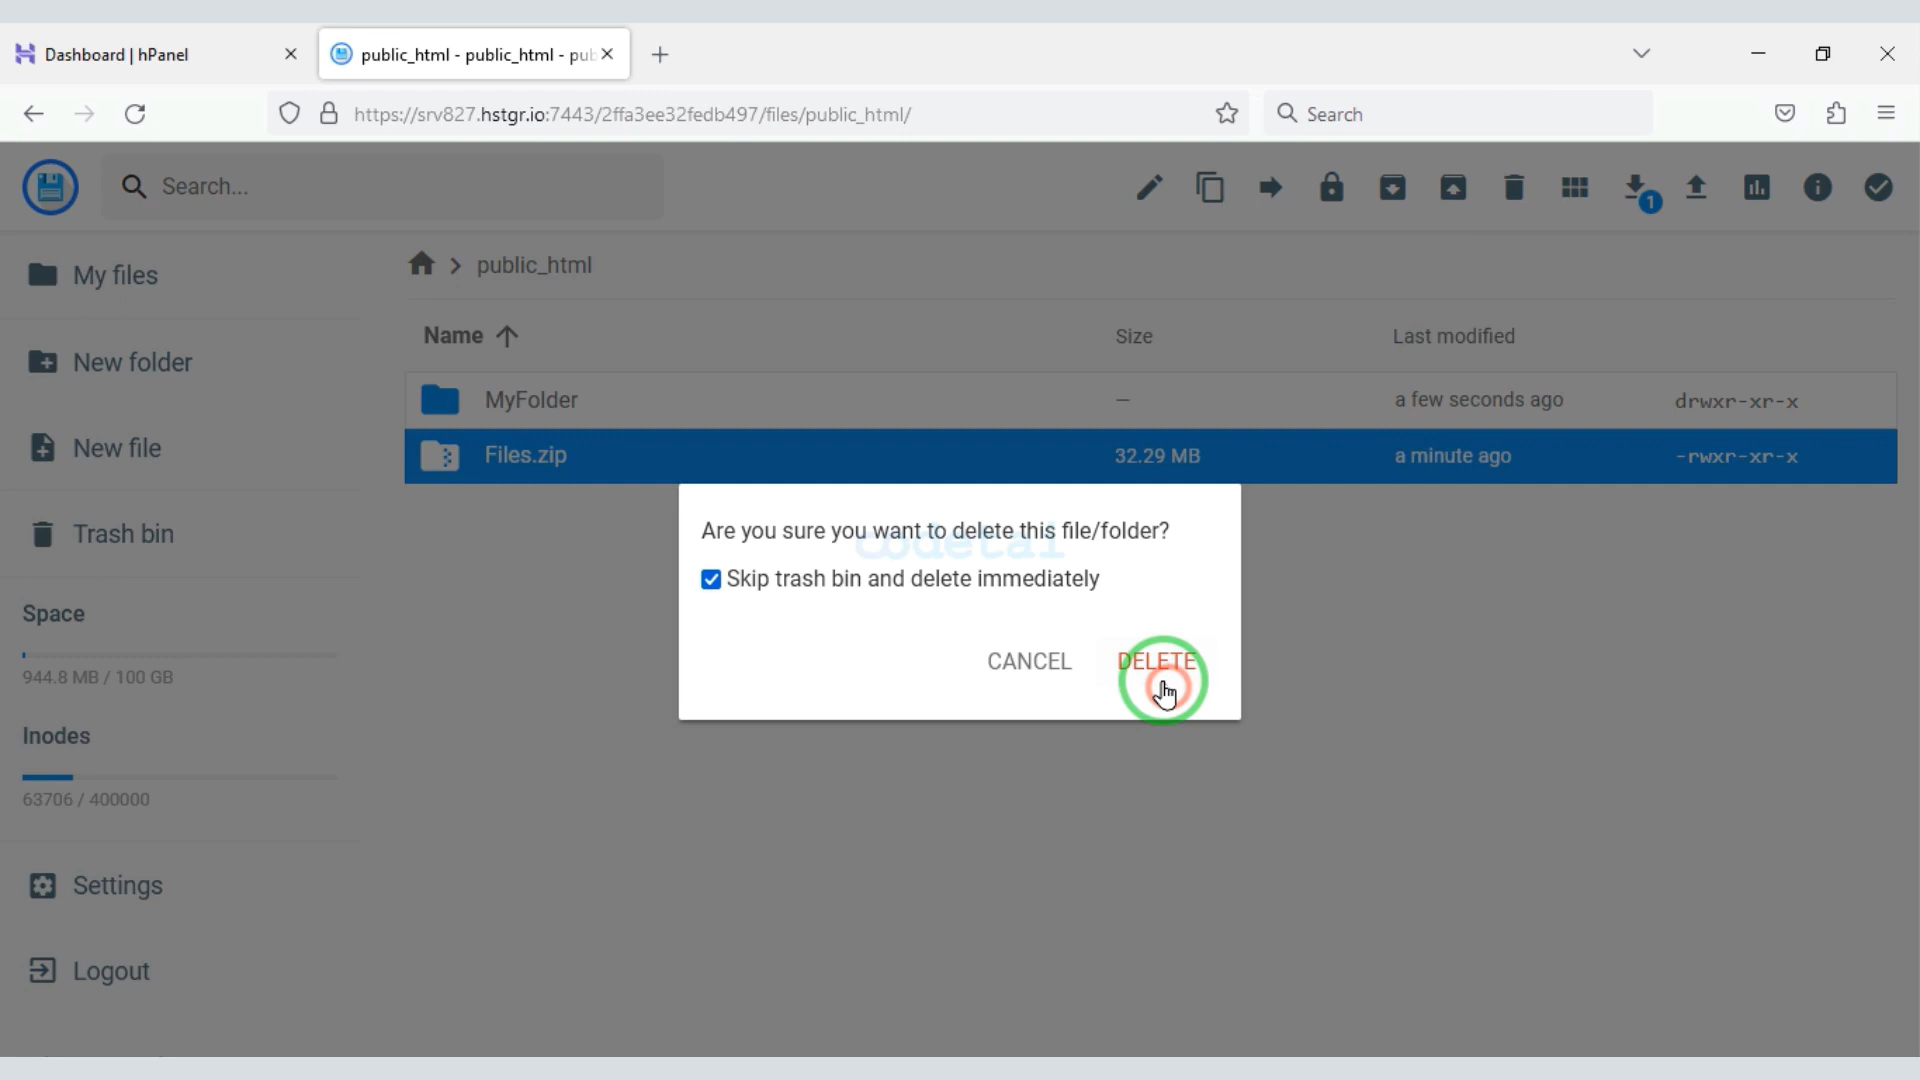 Dashboard | hPanel
public_html - public_html - pub
https://srv827.hstgr.io:7443/2ffa3ee32fedb497/files/public_html/
Search
Search...
1
My files
New folder
New file
Trash bin
Space
944.8 MB / 100 GB
Inodes
63706 / 400000
Settings
Logout
public_html
Name Size Last modified
MyFolder — a few seconds ago drwxr-xr-x
Files.zip 32.29 MB a minute ago -rwxr-xr-x
Are you sure you want to delete this file/folder?
codetai
Skip trash bin and delete immediately
CANCEL DELETE